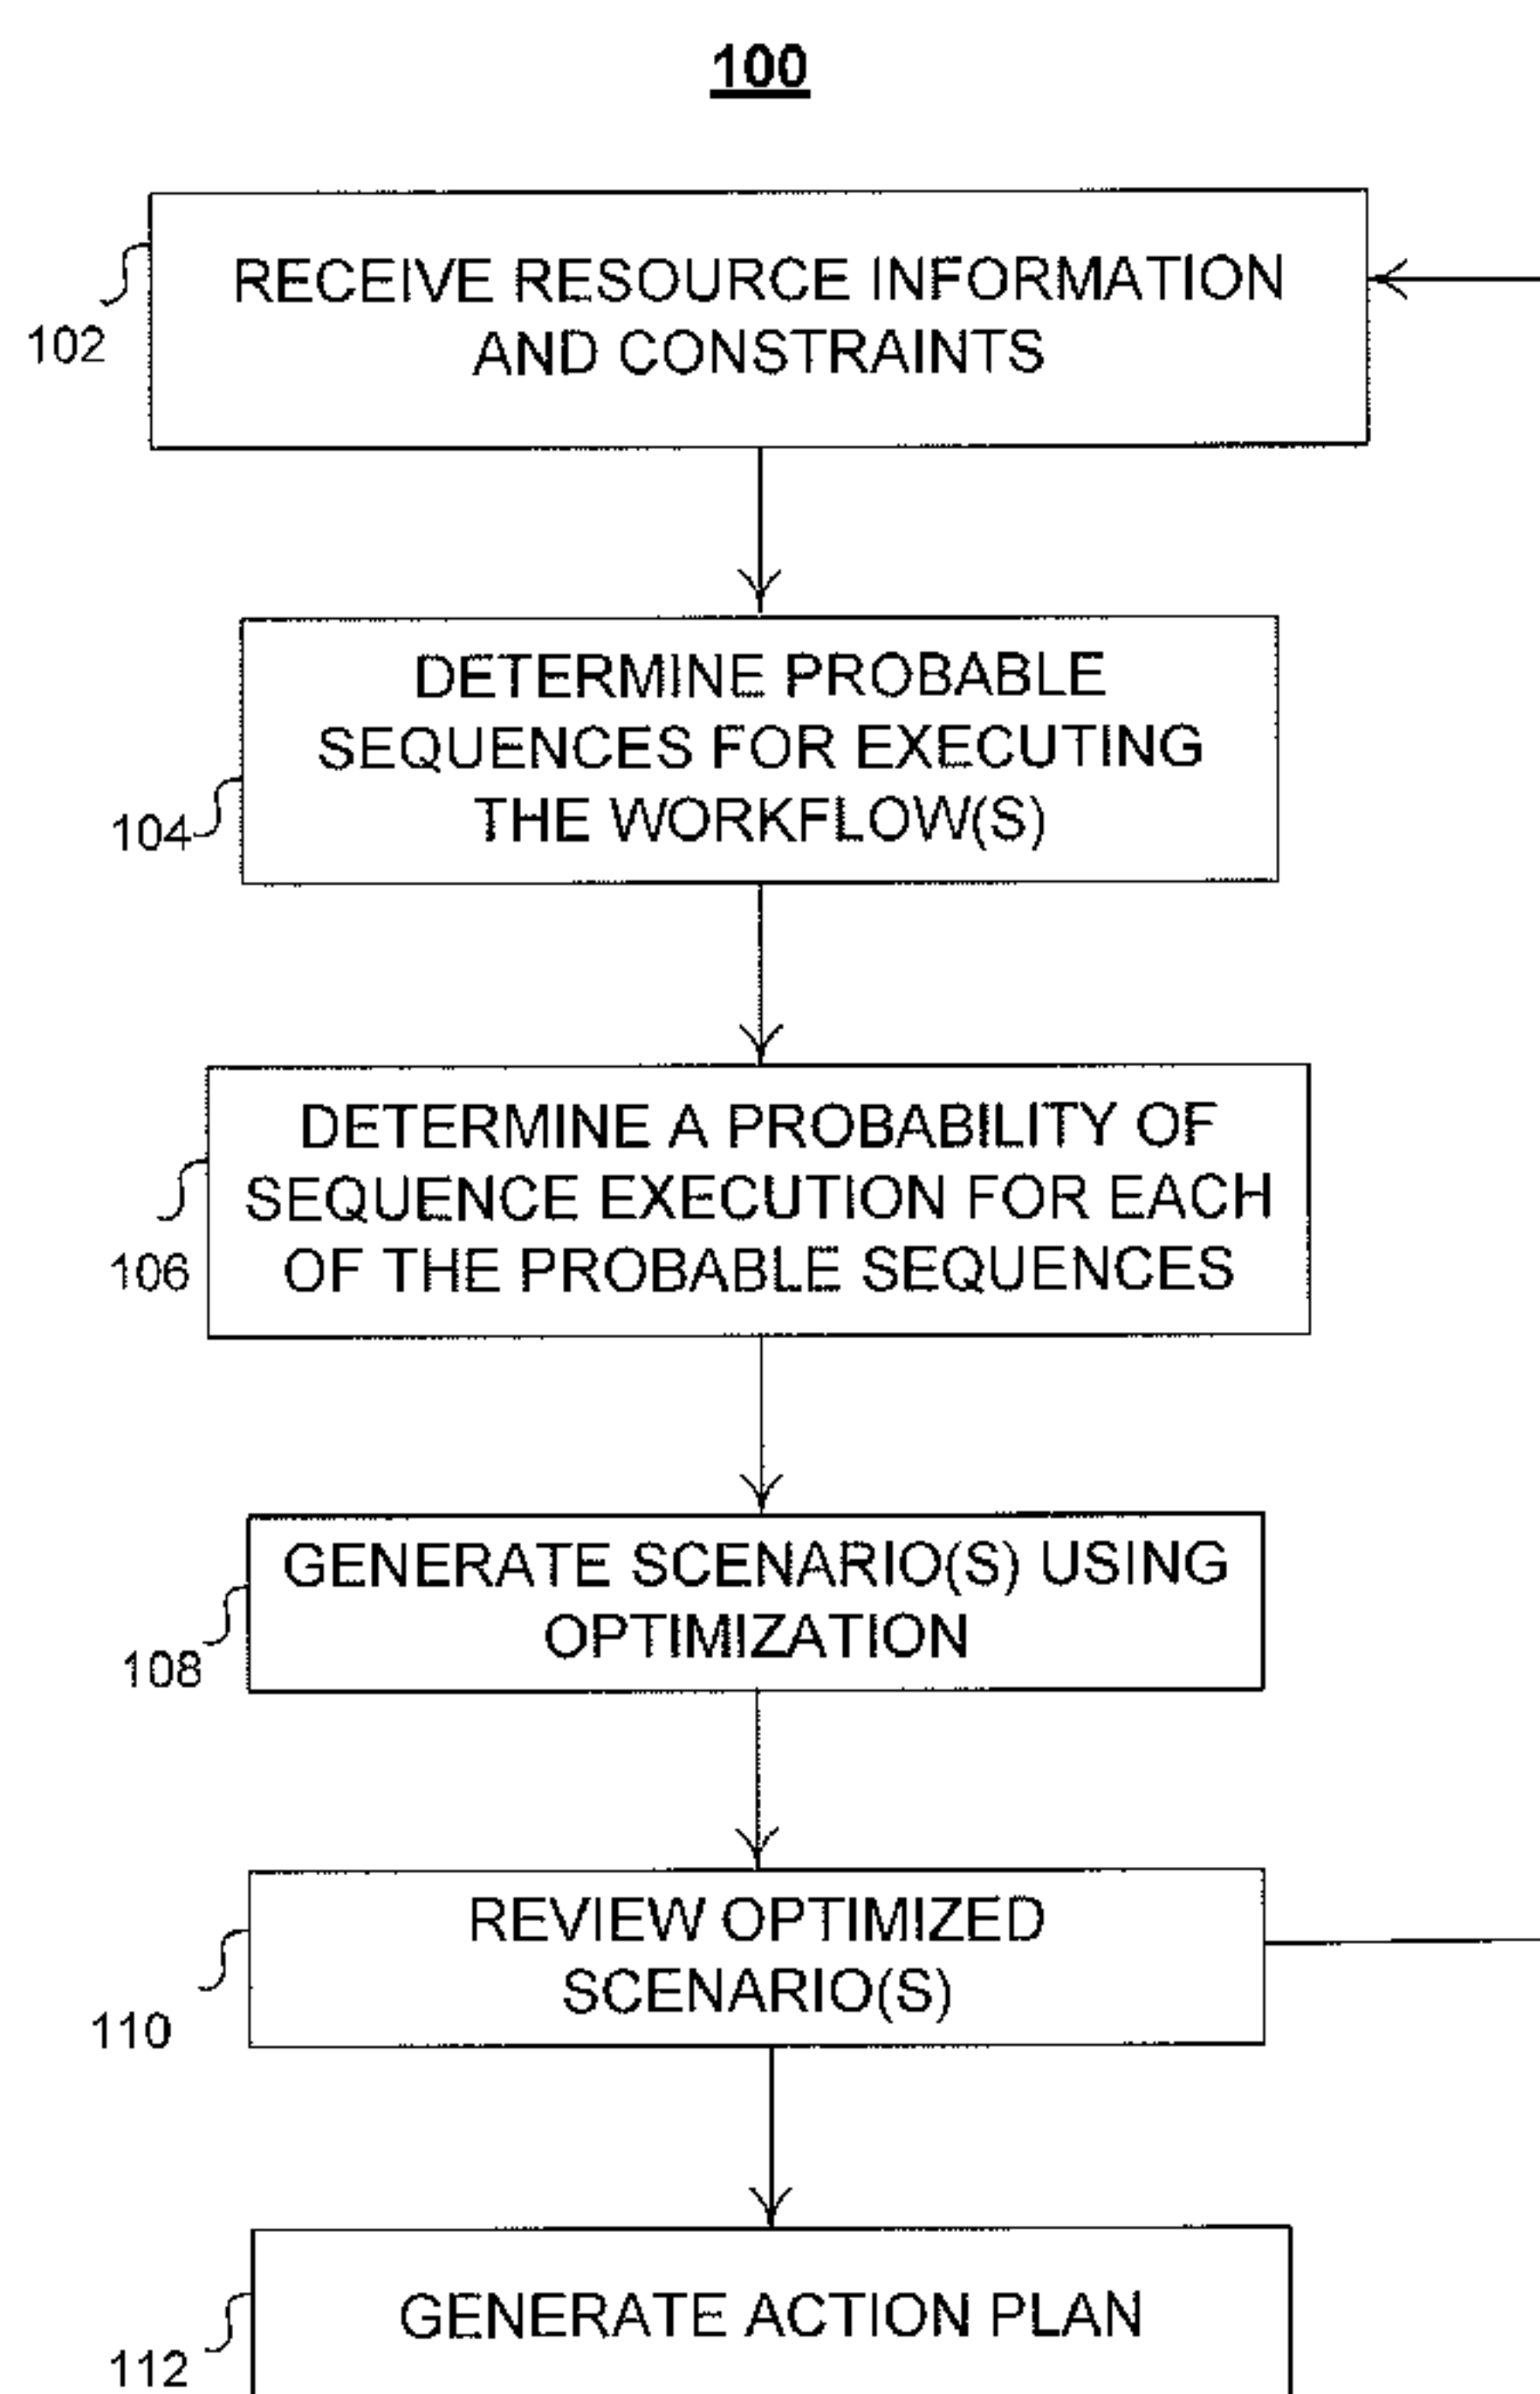 100
RECEIVE RESOURCE INFORMATION
AND CONSTRAINTS
102
DETERMINE PROBABLE
SEQUENCES FOR EXECUTING
THE WORKFLOW(S)
104
DETERMINE A PROBABILITY OF
SEQUENCE EXECUTION FOR EACH
OF THE PROBABLE SEQUENCES
106
GENERATE SCENARIO(S) USING
OPTIMIZATION
108
REVIEW OPTIMIZED
SCENARIO(S)
110
GENERATE ACTION PLAN
112